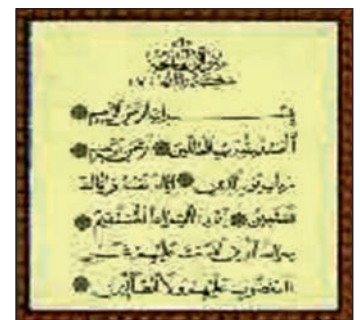 سورة الفاتحة
بسم الله الرحمن الرحيم
الحمد لله رب العالمين الرحمن الرحيم
يوم الدين إياك نعبد وإياك
نستعين اهدنا الصراط المستقيم
صراط الذين أنعمت عليهم غير
المغضوب عليهم ولا الضالين